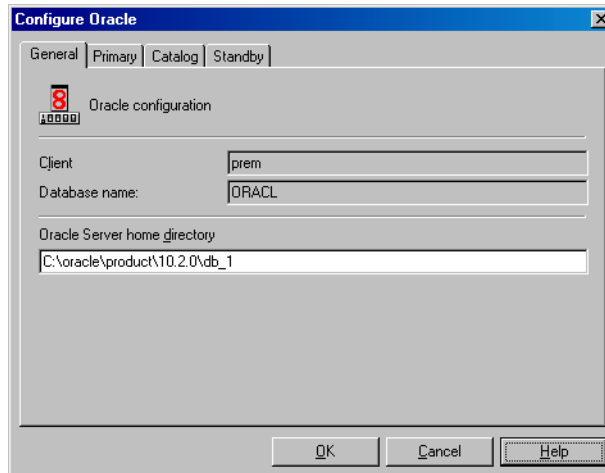 Configure Oracle
General Primary Catalog Standby
8
Oracle configuration
Client prem
Database name: ORACL
Oracle Server home directory
C:\oracle\product\10.2.0\db_1
OK Cancel Help